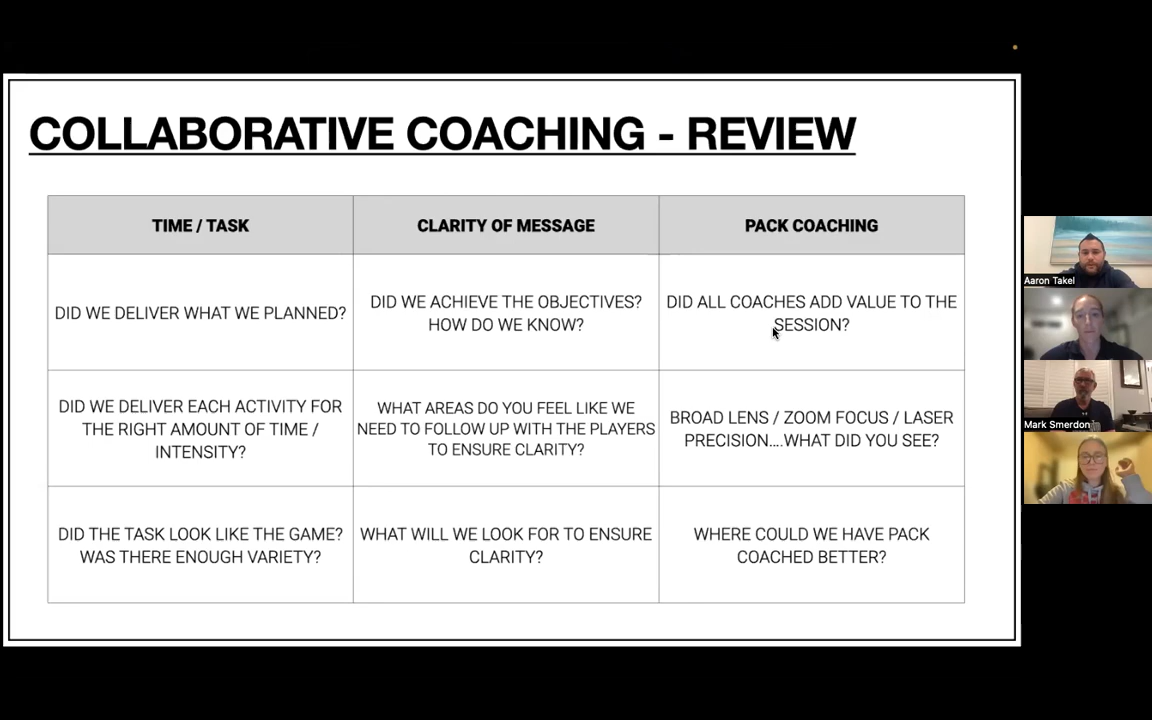 COLLABORATIVE COACHING - REVIEW
TIME / TASK
CLARITY OF MESSAGE
PACK COACHING
DID WE DELIVER WHAT WE PLANNED?
DID WE ACHIEVE THE OBJECTIVES?
HOW DO WE KNOW?
DID ALL COACHES ADD VALUE TO THE
SESSION?
DID WE DELIVER EACH ACTIVITY FOR
THE RIGHT AMOUNT OF TIME /
INTENSITY?
WHAT AREAS DO YOU FEEL LIKE WE
NEED TO FOLLOW UP WITH THE PLAYERS
TO ENSURE CLARITY?
BROAD LENS / ZOOM FOCUS / LASER
PRECISION....WHAT DID YOU SEE?
DID THE TASK LOOK LIKE THE GAME?
WAS THERE ENOUGH VARIETY?
WHAT WILL WE LOOK FOR TO ENSURE
CLARITY?
WHERE COULD WE HAVE PACK
COACHED BETTER?
Aaron Takel
Mark Smerdon